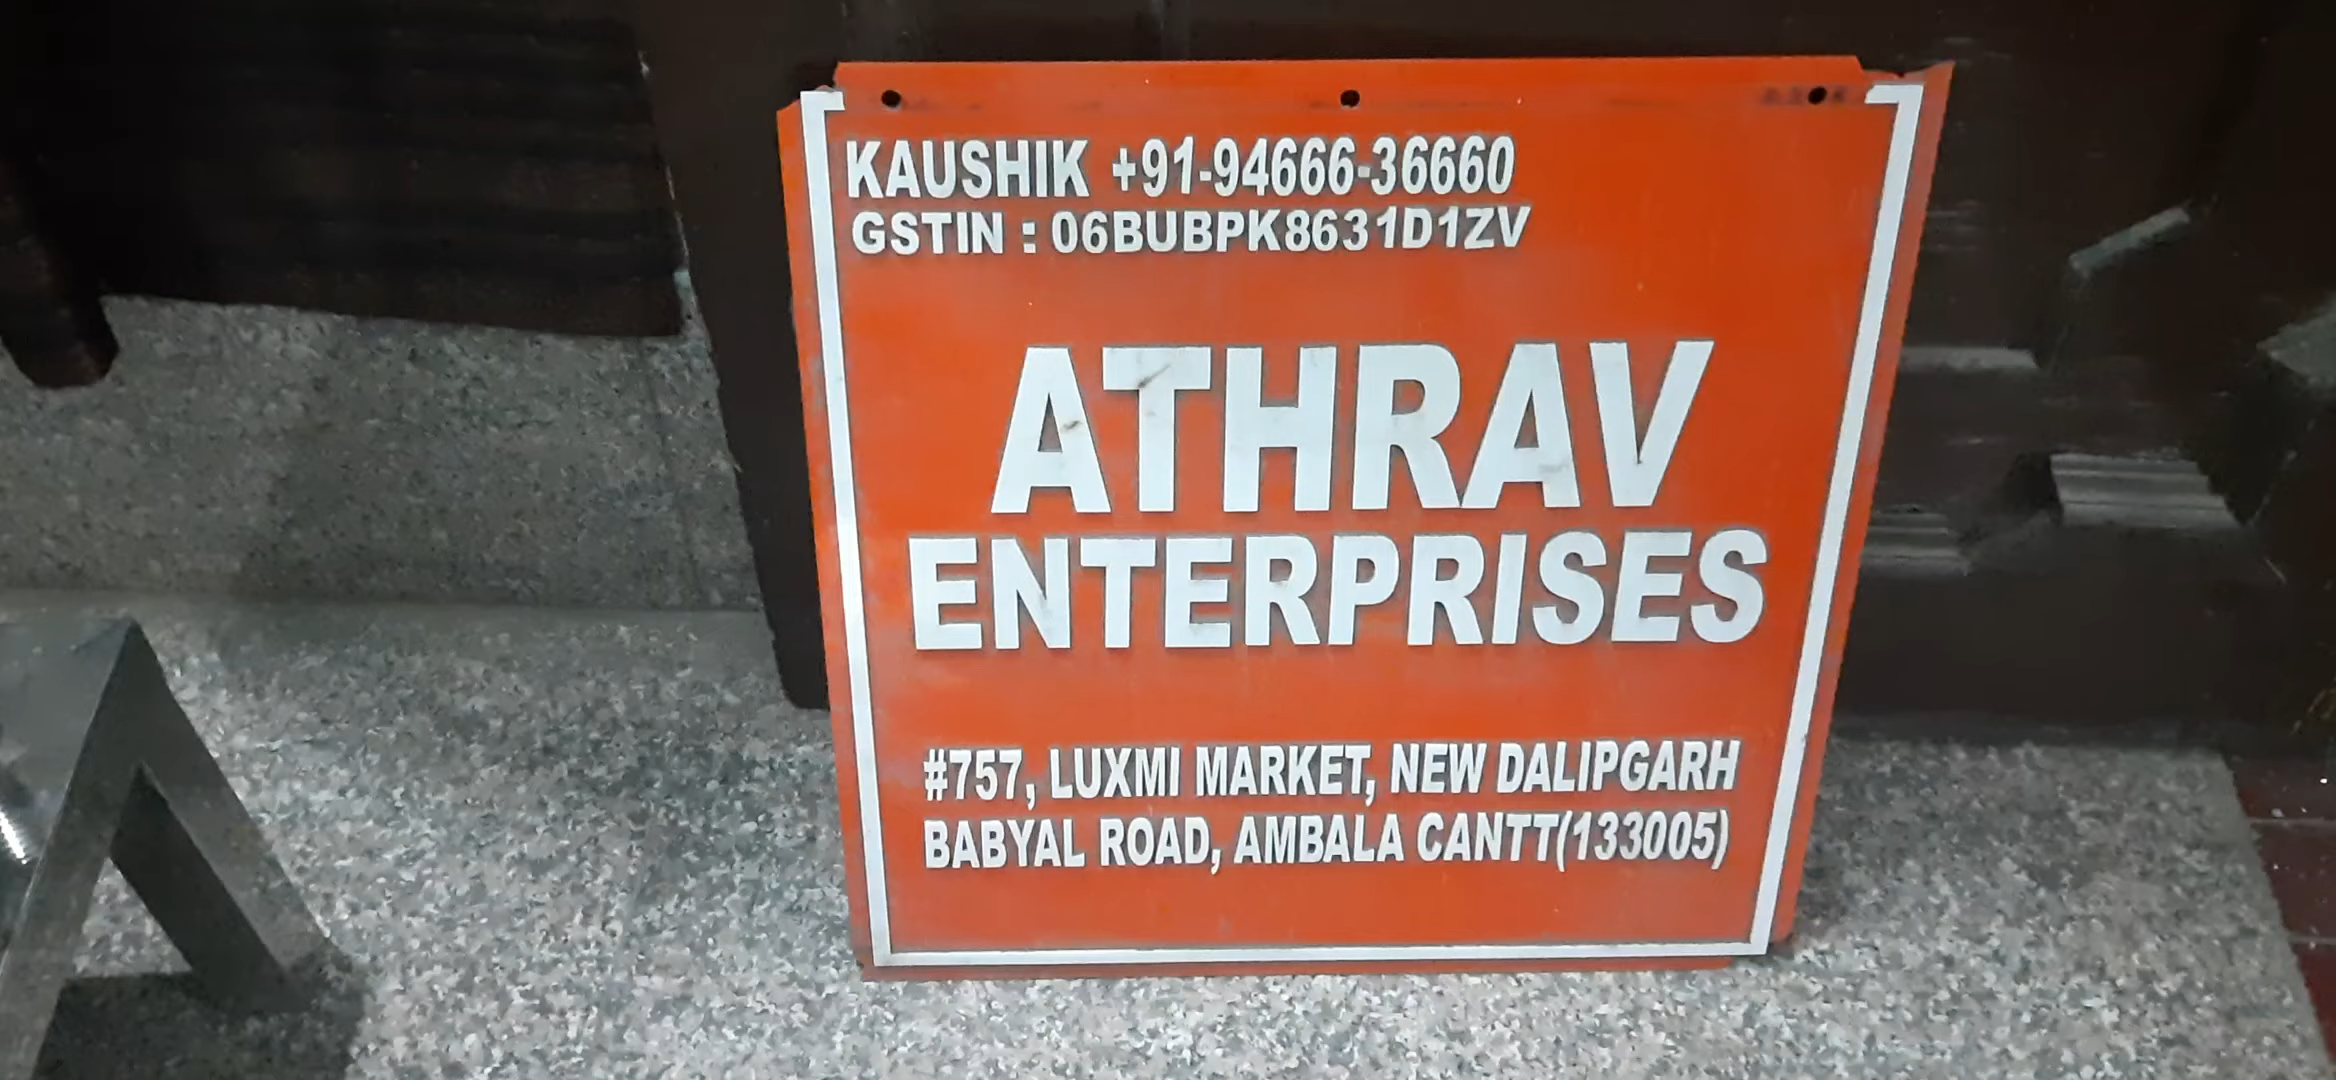 KAUSHIK +91-94666-36660
GSTIN : 06BUBPK8631D1ZV
ATHRAV
ENTERPRISES
#757, LUXMI MARKET, NEW DALIPGARH
BABYAL ROAD, AMBALA CANTT(133005)